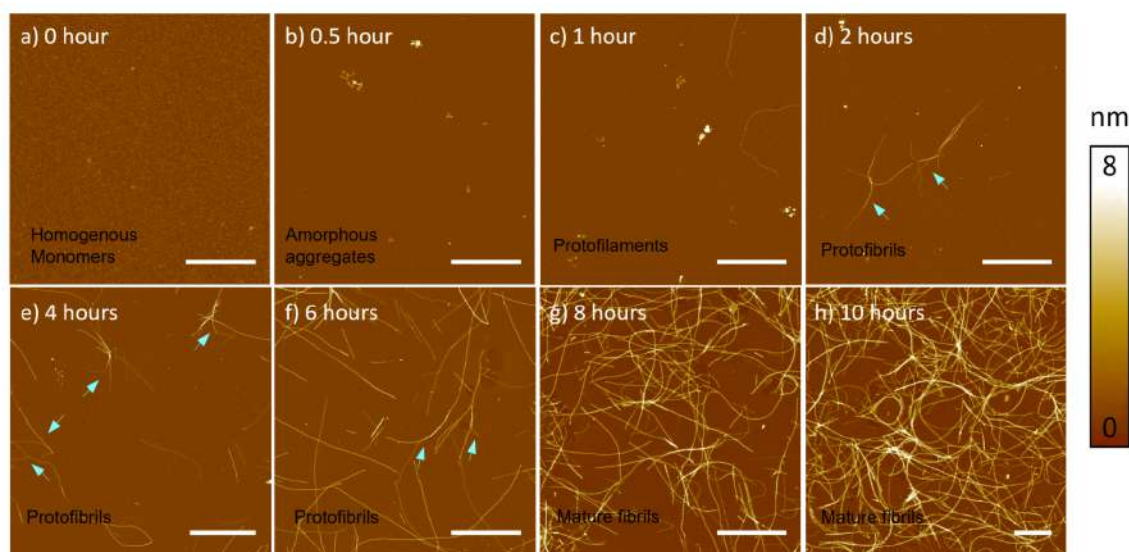 a) 0 hour
Homogenous
Monomers
b) 0.5 hour
Amorphous
aggregates
c) 1 hour
Protofilaments
d) 2 hours
Protofibrils
nm
8
0
e) 4 hours
Protofibrils
f) 6 hours
Protofibrils
g) 8 hours
Mature fibrils
h) 10 hours
Mature fibrils